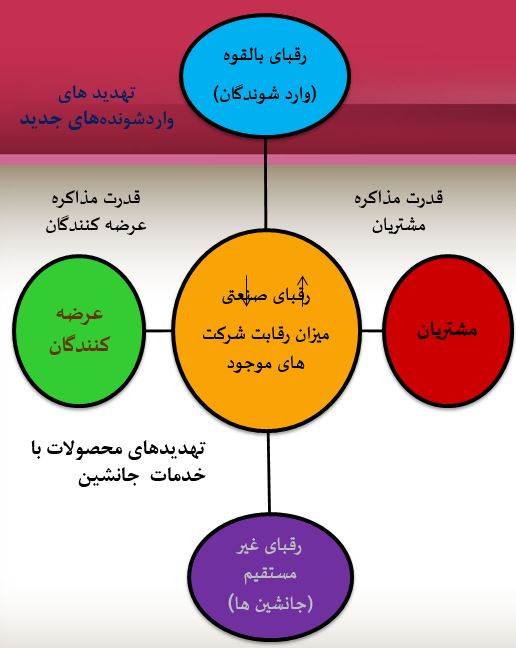 رقبای بالقوه
(وارد شوندگان)
تهدید های
واردشونده‌های جدید
قدرت مذاکره
مشتریان
قدرت مذاکره
عرضه کنندگان
مشتریان
رقبای صنعتی
میزان رقابت شرکت
های موجود
عرضه
کنندگان
تهدیدهای محصولات با
خدمات جانشین
رقبای غیر
مستقیم
(جانشین ها)